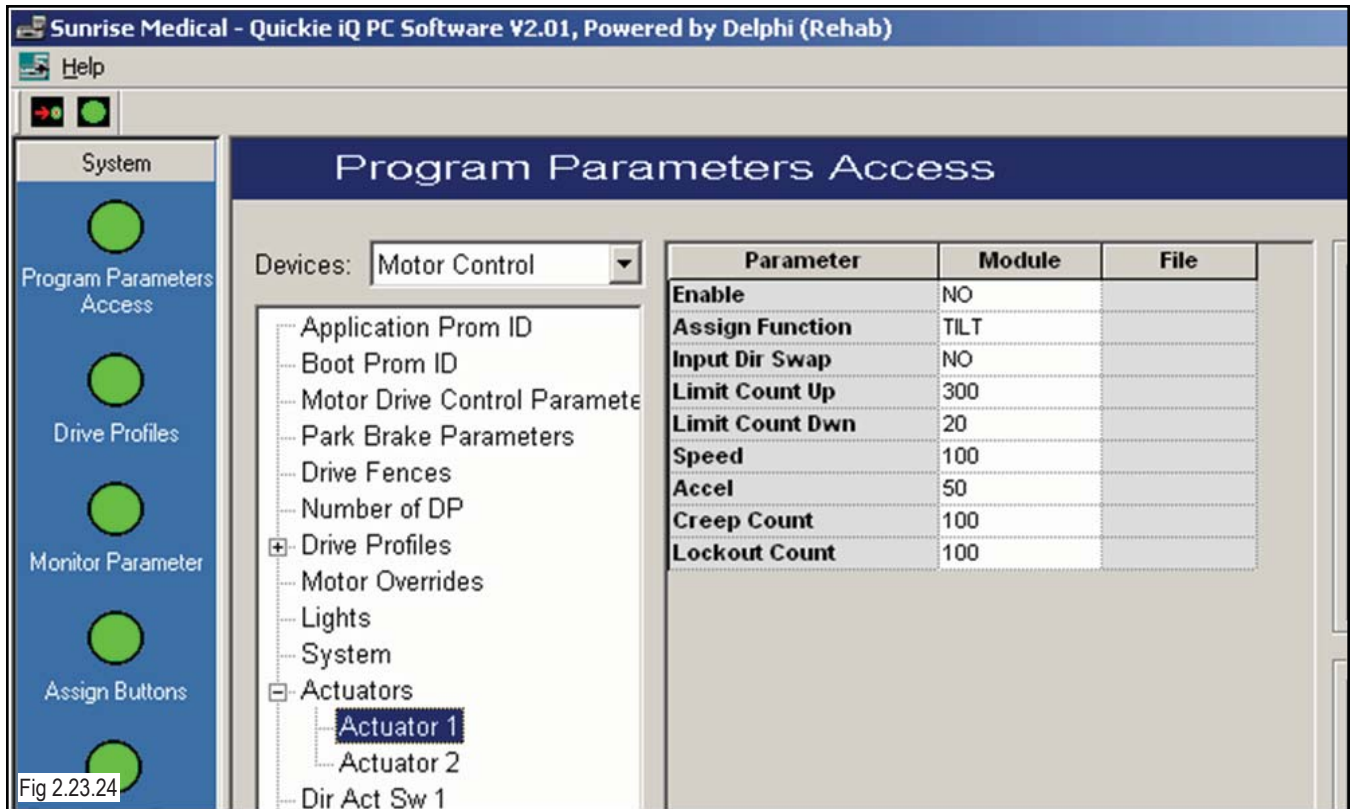 Sunrise Medical - Quickie iQ PC Software V2.01, Powered by Delphi (Rehab)
Help
System
Program Parameters Access
Drive Profiles
Monitor Parameter
Assign Buttons
Fig 2.23.24
Program Parameters Access
Devices: Motor Control
Application Prom ID
Boot Prom ID
Motor Drive Control Paramete
Park Brake Parameters
Drive Fences
Number of DP
Drive Profiles
Motor Overrides
Lights
System
Actuators
Actuator 1
Actuator 2
Dir Act Sw 1
Parameter Module File
Enable NO
Assign Function TILT
Input Dir Swap NO
Limit Count Up 300
Limit Count Dwn 20
Speed 100
Accel 50
Creep Count 100
Lockout Count 100